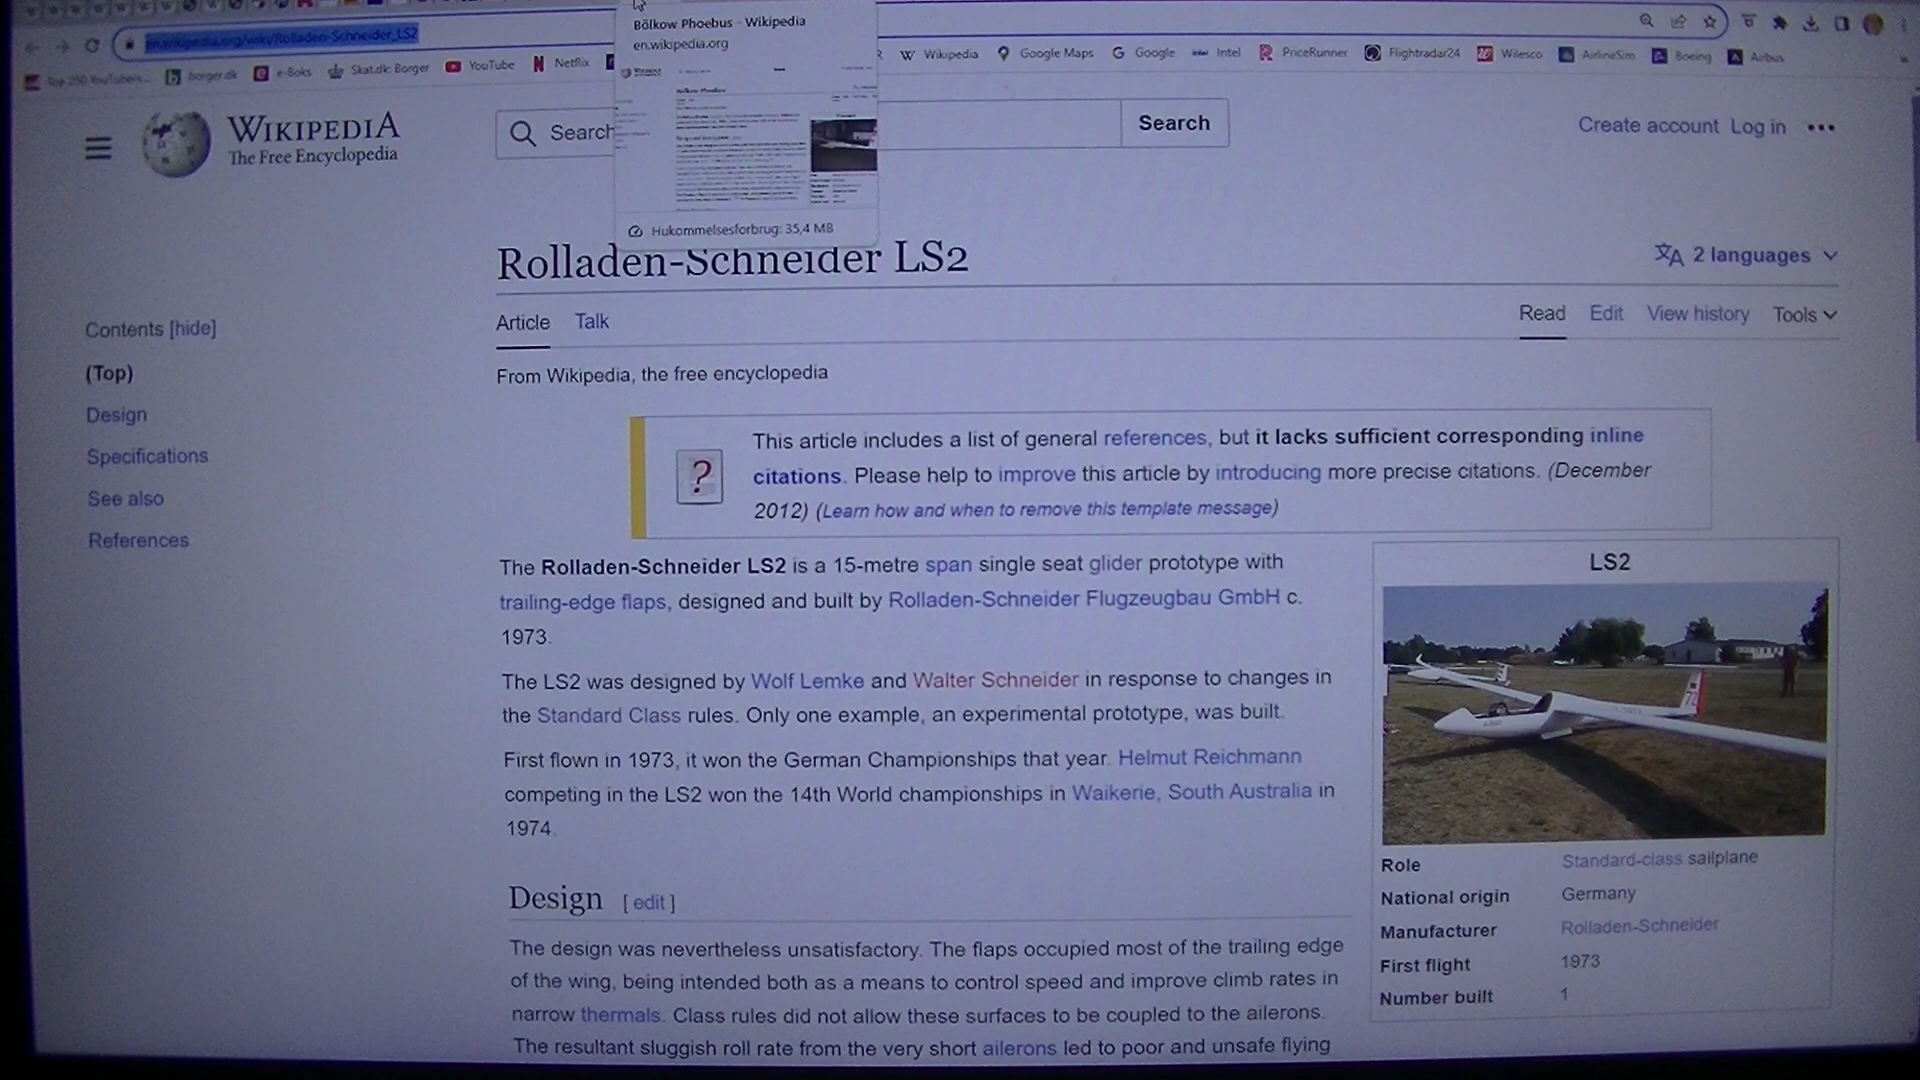 Bölkow Phoebus - Wikipedia
en.wikipedia.org
en.wikipedia.org/wiki/Rolladen-Schneider_LS2
Top 250 YouTubers... borger.dk e-Boks Skat.dk: Borger YouTube Netflix Wikipedia Google Maps Google Intel PriceRunner Flightradar24 Wilesco AirlineSim Boeing Airbus
Hukommelsesforbrug: 35,4 MB
WIKIPEDIA
The Free Encyclopedia
Search
Search
Create account Log in
Rolladen-Schneider LS2
2 languages
Article Talk
Read Edit View history Tools
From Wikipedia, the free encyclopedia
Contents [hide]
(Top)
Design
Specifications
See also
References
This article includes a list of general references, but it lacks sufficient corresponding inline
citations. Please help to improve this article by introducing more precise citations. (December
2012) (Learn how and when to remove this template message)
The Rolladen-Schneider LS2 is a 15-metre span single seat glider prototype with
trailing-edge flaps, designed and built by Rolladen-Schneider Flugzeugbau GmbH c.
1973.
The LS2 was designed by Wolf Lemke and Walter Schneider in response to changes in
the Standard Class rules. Only one example, an experimental prototype, was built.
First flown in 1973, it won the German Championships that year. Helmut Reichmann
competing in the LS2 won the 14th World championships in Waikerie, South Australia in
1974.
Design [ edit ]
The design was nevertheless unsatisfactory. The flaps occupied most of the trailing edge
of the wing, being intended both as a means to control speed and improve climb rates in
narrow thermals. Class rules did not allow these surfaces to be coupled to the ailerons.
The resultant sluggish roll rate from the very short ailerons led to poor and unsafe flying
LS2
Role Standard-class sailplane
National origin Germany
Manufacturer Rolladen-Schneider
First flight 1973
Number built 1